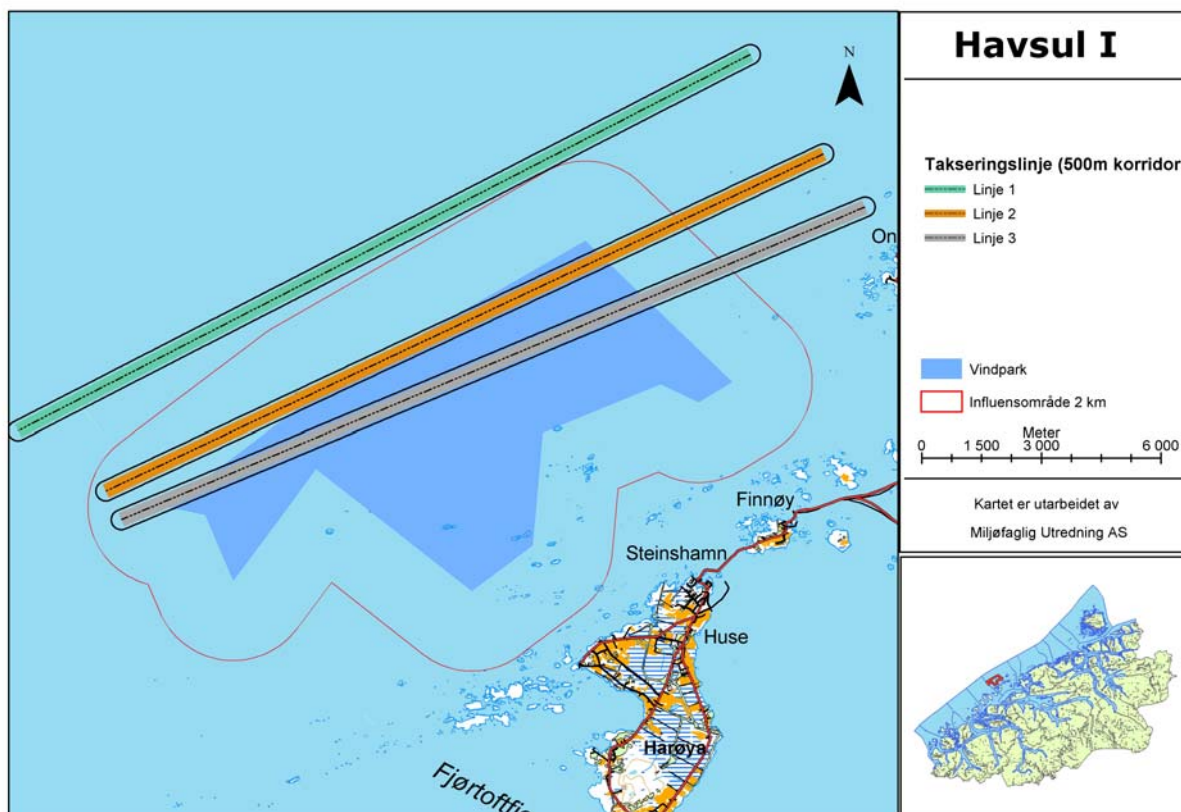 Havsul I
N
Takseringslinje (500m korridor
Linje 1
Linje 2
Linje 3
Vindpark
Influensområde 2 km
Meter
0 1 500 3 000 6 000
Kartet er utarbeidet av
Miljøfaglig Utredning AS
On
Finnøy
Steinshamn
Huse
Harøya
Fjørtoftfj